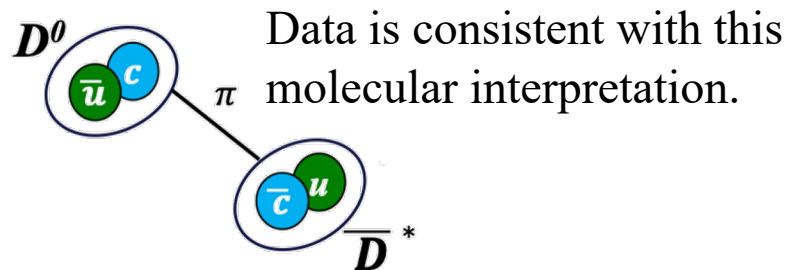 D⁰
Data is consistent with this
u̅ c
π
molecular interpretation.
c̅ u
D̅ *